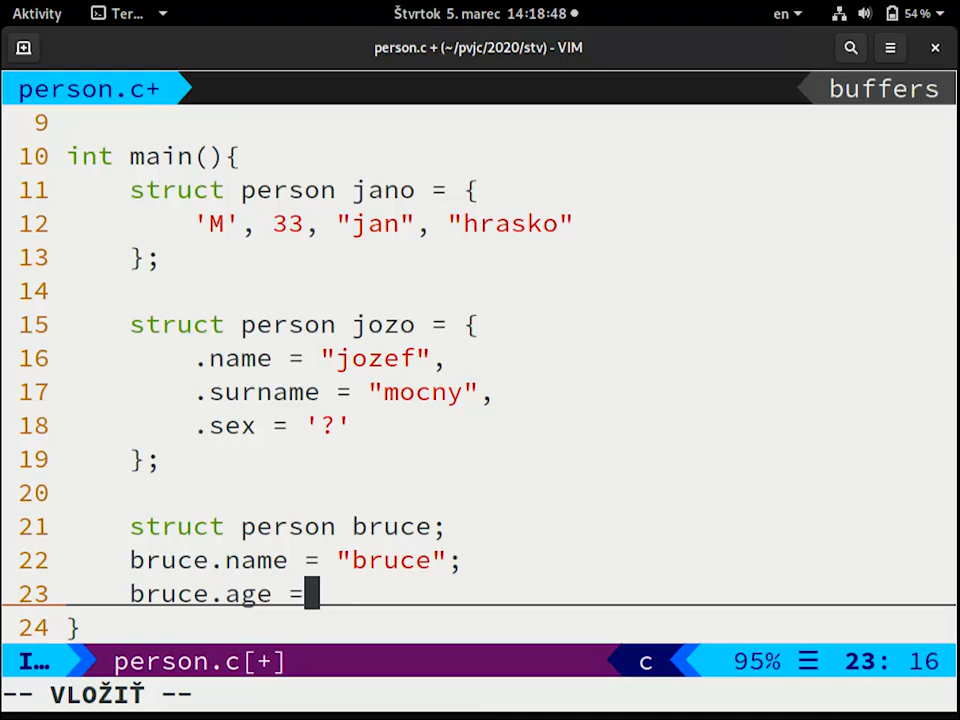 Aktivity Ter... Štvrtok 5. marec 14:18:48 en 54 %
person.c + (~/pvjc/2020/stv) - VIM
person.c+ buffers
9
10 int main(){
11 struct person jano = {
12 'M', 33, "jan", "hrasko"
13 };
14
15 struct person jozo = {
16 .name = "jozef",
17 .surname = "mocny",
18 .sex = '?'
19 };
20
21 struct person bruce;
22 bruce.name = "bruce";
23 bruce.age =
24 }
I... person.c[+] c 95% ☰ 23: 16
-- VLOŽIŤ --